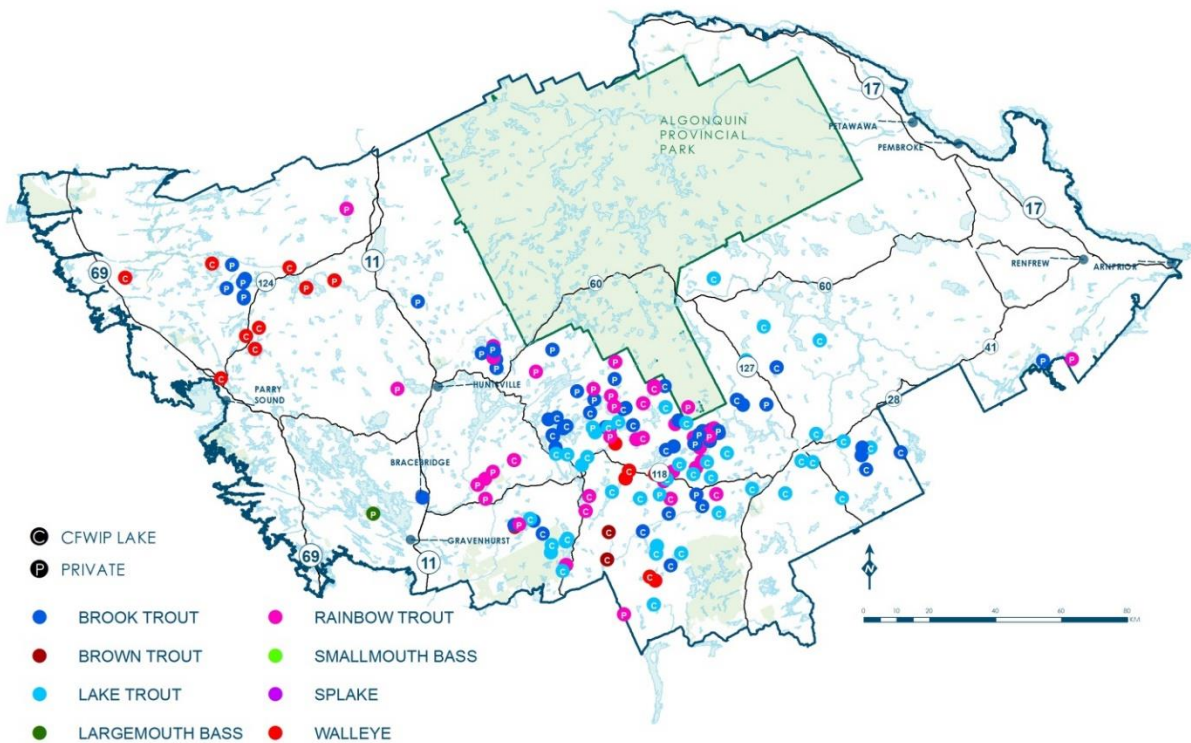 ALGONQUIN
PROVINCIAL
PARK
17
PETAWAWA
PEMBROKE
17
69
124
11
60
RENFREW
ARNPRIOR
60
41
127
28
PARRY
SOUND
HUNTSVILLE
BRACEBRIDGE
118
GRAVENHURST
69
11
C CFWIP LAKE
P PRIVATE
BROOK TROUT
RAINBOW TROUT
BROWN TROUT
SMALLMOUTH BASS
LAKE TROUT
SPLAKE
LARGEMOUTH BASS
WALLEYE
N
0 10 20 40 60 80
KM